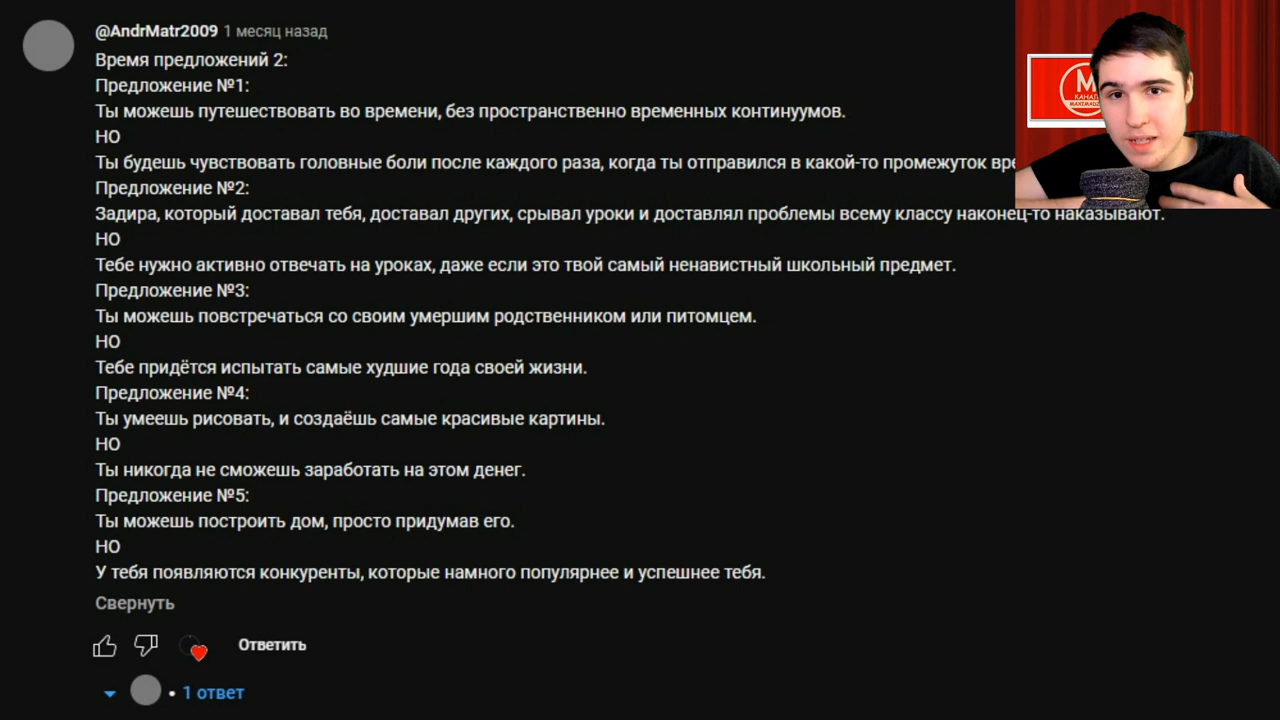 @AndrMatr2009 1 месяц назад
Время предложений 2:
Предложение №1:
Ты можешь путешествовать во времени, без пространственно временных континуумов.
НО
Ты будешь чувствовать головные боли после каждого раза, когда ты отправился в какой-то промежуток
Предложение №2:
Задира, который доставал тебя, доставал других, срывал уроки и доставлял проблемы всему классу наконец-то наказывают.
НО
Тебе нужно активно отвечать на уроках, даже если это твой самый ненавистный школьный предмет.
Предложение №3:
Ты можешь повстречаться со своим умершим родственником или питомцем.
НО
Тебе придётся испытать самые худшие года своей жизни.
Предложение №4:
Ты умеешь рисовать, и создаёшь самые красивые картины.
НО
Ты никогда не сможешь заработать на этом денег.
Предложение №5:
Ты можешь построить дом, просто придумав его.
НО
У тебя появляются конкуренты, которые намного популярнее и успешнее тебя.
Свернуть
Ответить
• 1 ответ